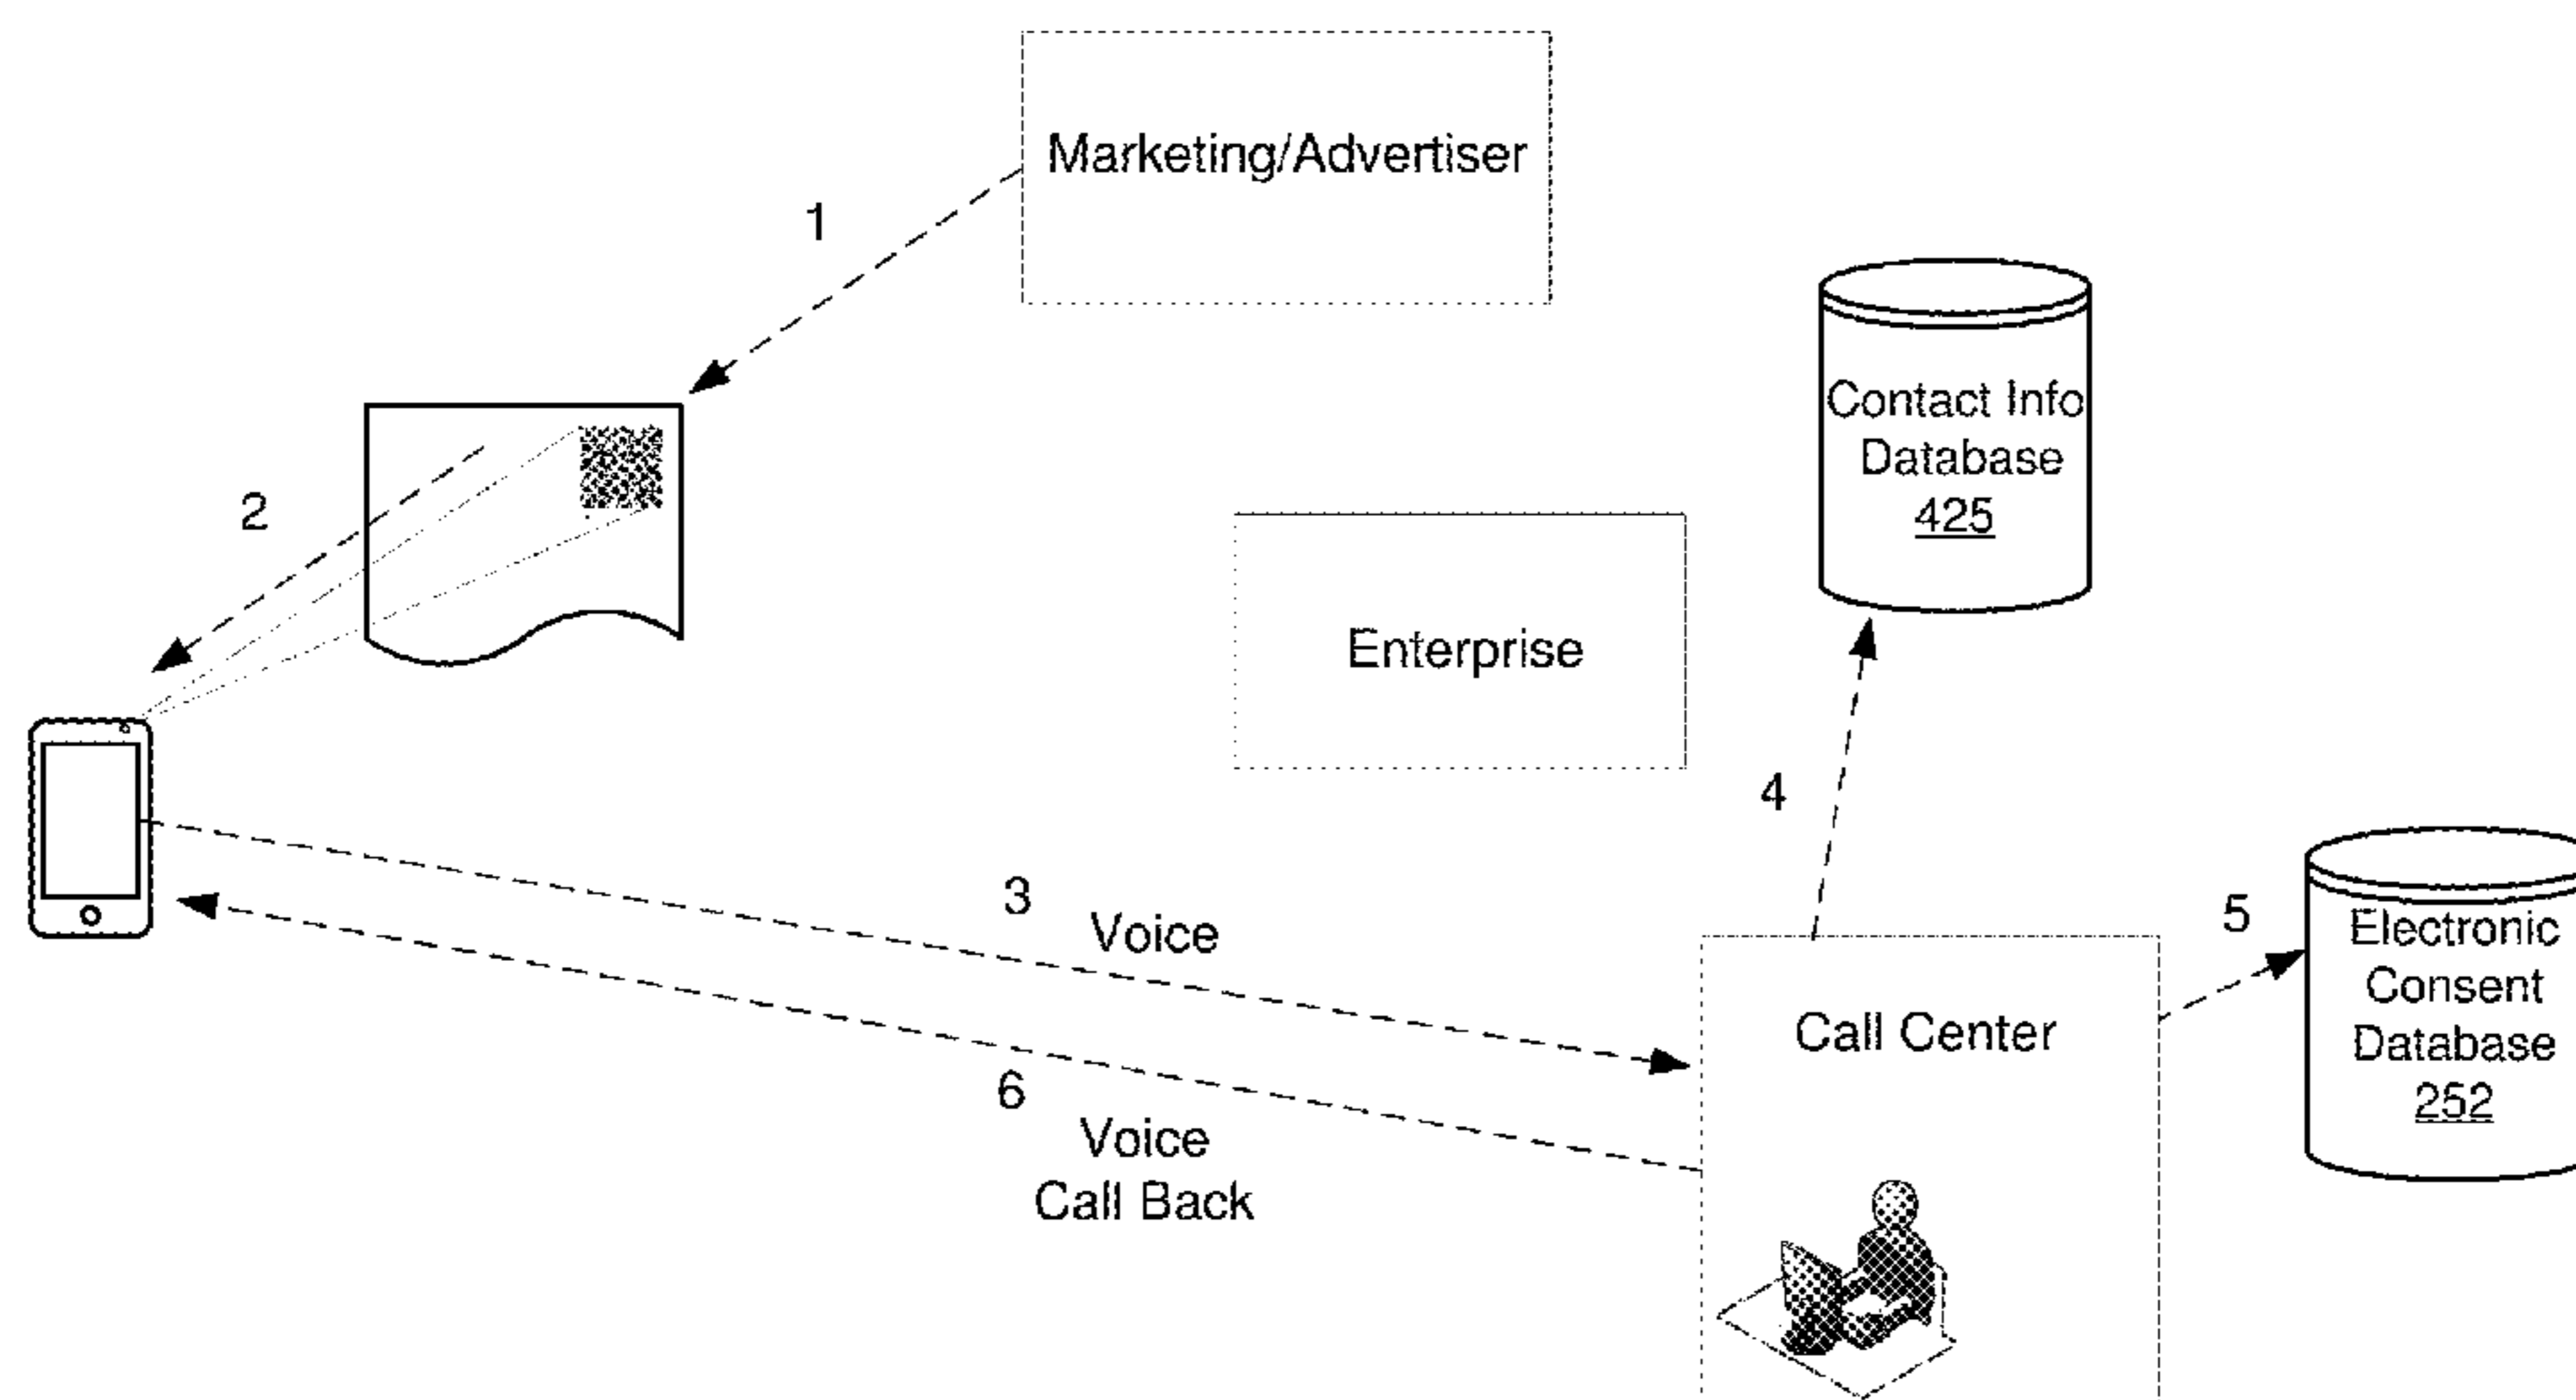 Marketing/Advertiser
1
2
Contact Info
Database
425
Enterprise
4
3
Voice
5
Electronic
Consent
Database
252
Call Center
6
Voice
Call Back